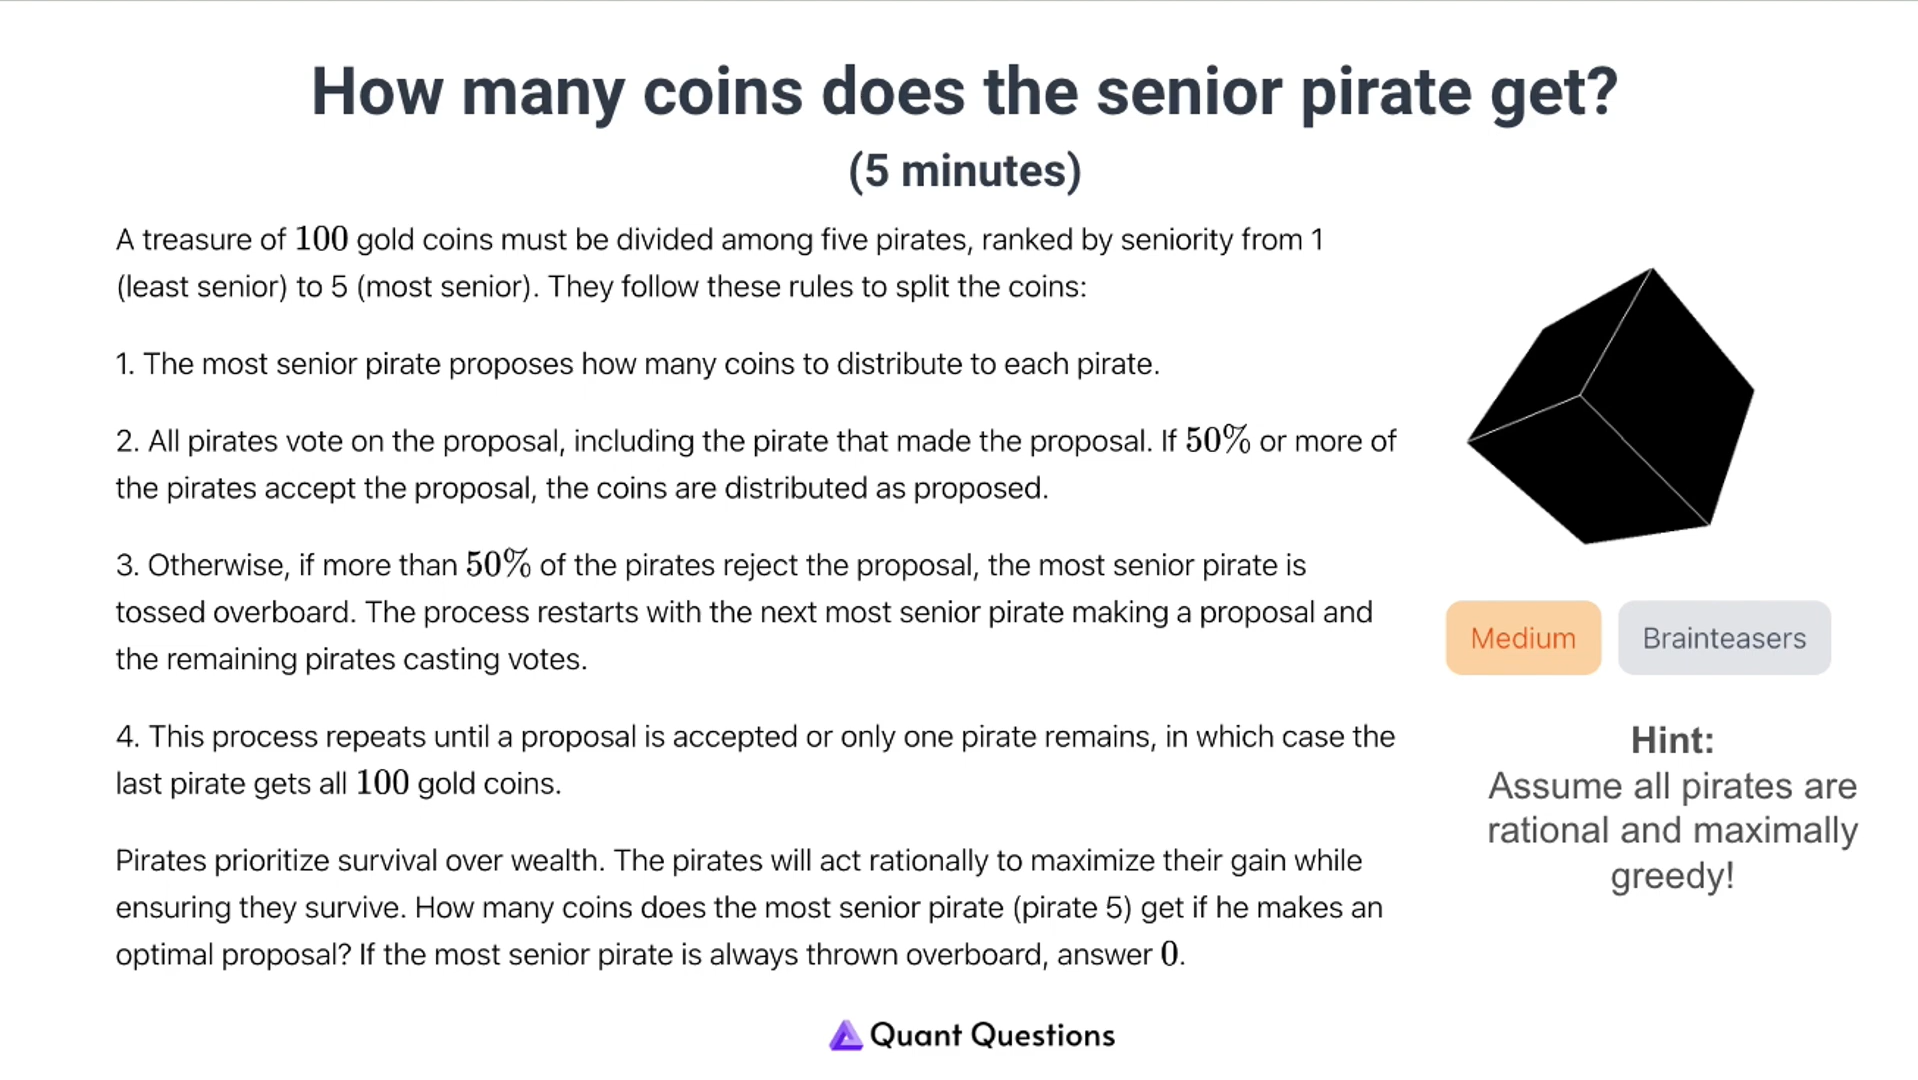 How many coins does the senior pirate get?
(5 minutes)
A treasure of 100 gold coins must be divided among five pirates, ranked by seniority from 1
(least senior) to 5 (most senior). They follow these rules to split the coins:
1. The most senior pirate proposes how many coins to distribute to each pirate.
2. All pirates vote on the proposal, including the pirate that made the proposal. If 50% or more of
the pirates accept the proposal, the coins are distributed as proposed.
3. Otherwise, if more than 50% of the pirates reject the proposal, the most senior pirate is
tossed overboard. The process restarts with the next most senior pirate making a proposal and
the remaining pirates casting votes.
4. This process repeats until a proposal is accepted or only one pirate remains, in which case the
last pirate gets all 100 gold coins.
Pirates prioritize survival over wealth. The pirates will act rationally to maximize their gain while
ensuring they survive. How many coins does the most senior pirate (pirate 5) get if he makes an
optimal proposal? If the most senior pirate is always thrown overboard, answer 0.
Medium
Brainteasers
Hint:
Assume all pirates are
rational and maximally
greedy!
Quant Questions